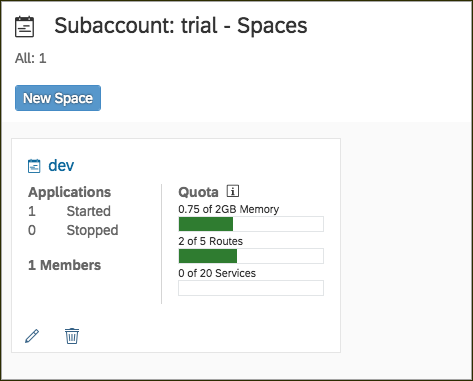 Subaccount: trial - Spaces
All: 1
New Space
dev
Applications
1 Started
0 Stopped
1 Members
Quota
0.75 of 2GB Memory
2 of 5 Routes
0 of 20 Services